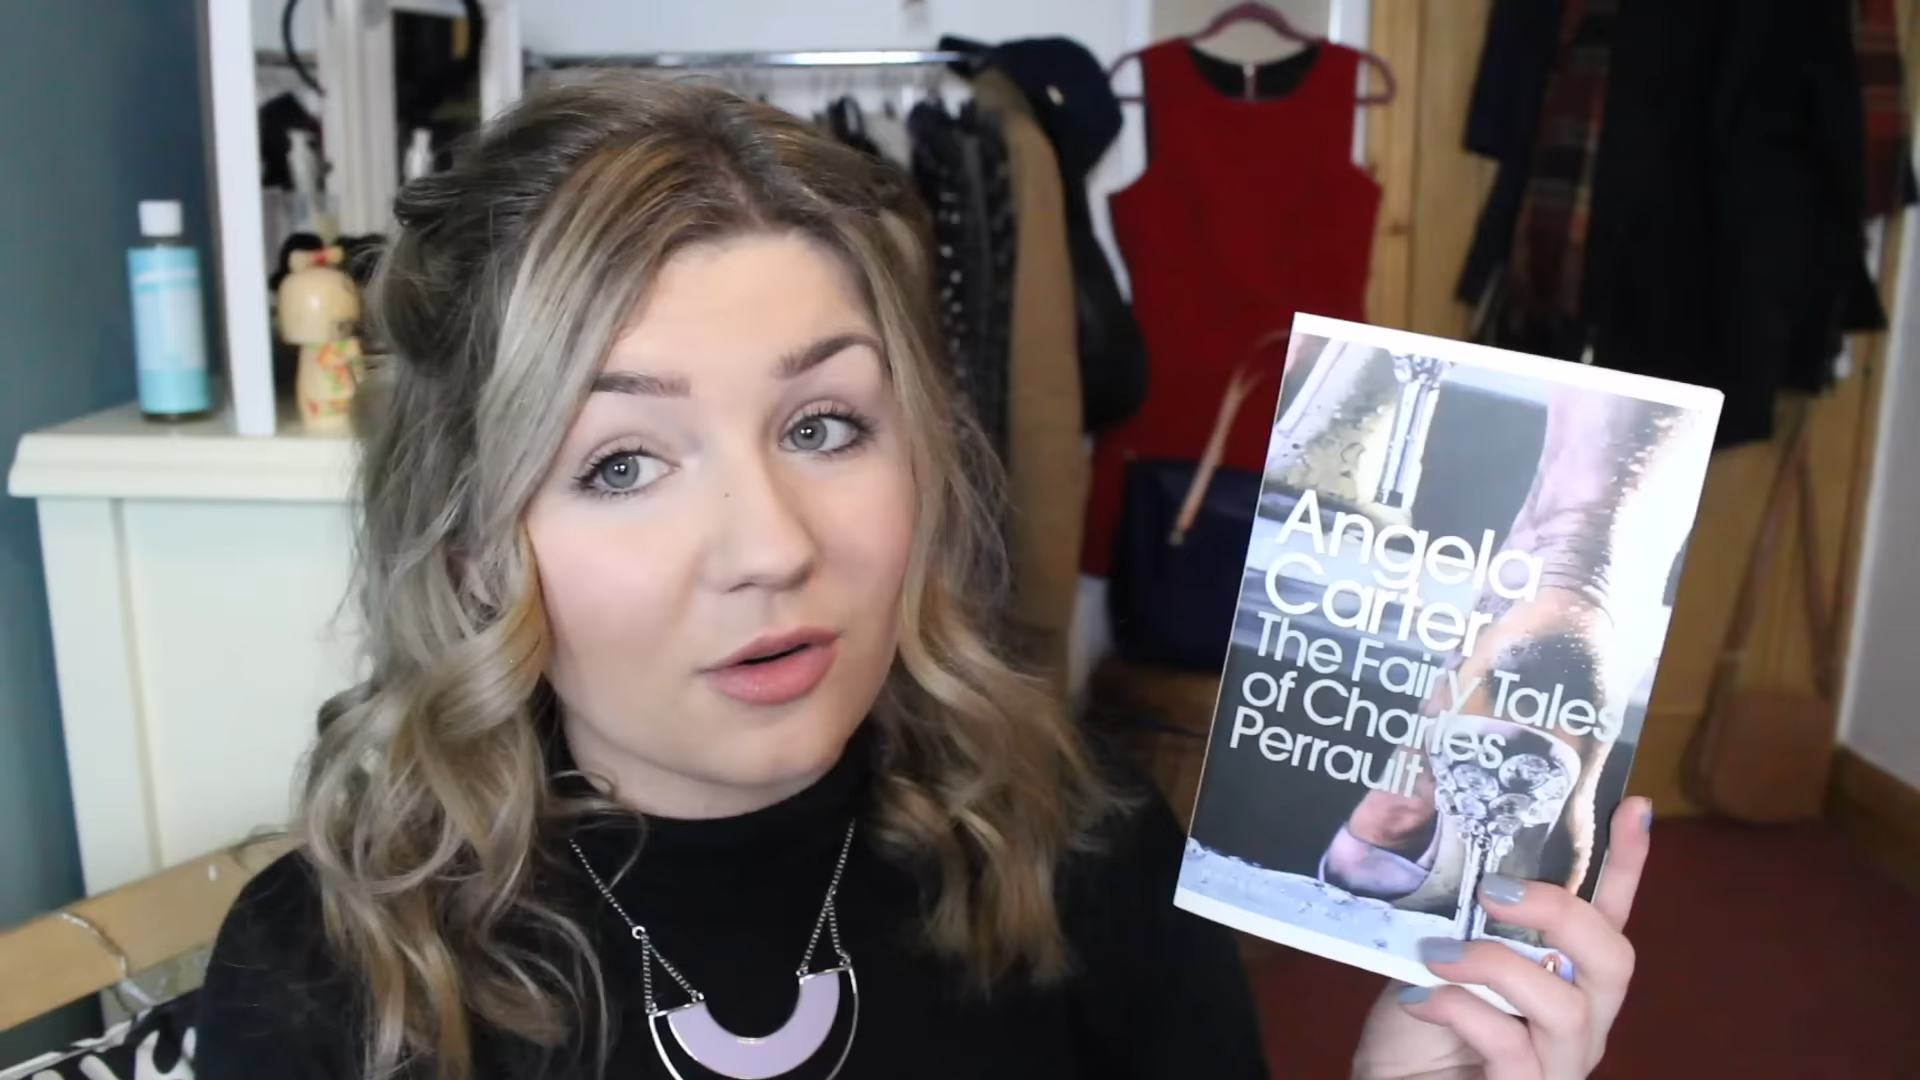 Angela
Carter
The Fairy Tales
of Charles
Perrault